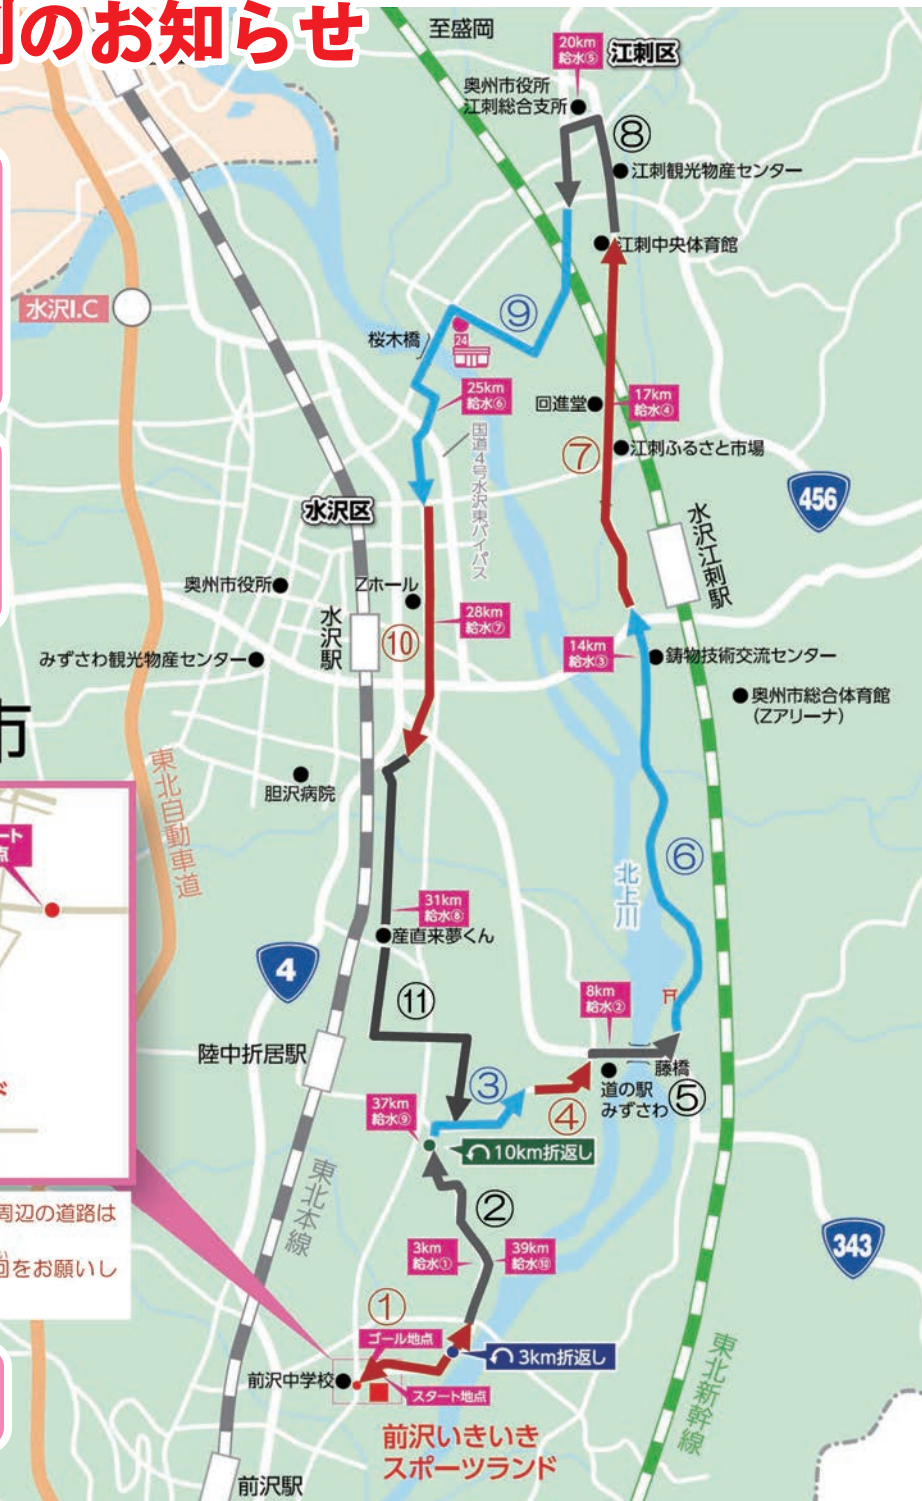 のお知らせ
至盛岡
20km
給水⑤
江刺区
奥州市役所
江刺総合支所
⑧
江刺観光物産センター
江刺中央体育館
水沢I.C
⑨
桜木橋
24
25km
給水⑥
国道4号水沢東バイパス
回進堂
17km
給水④
⑦
江刺ふるさと市場
456
水沢区
水沢江刺駅
奥州市役所
Zホール
水沢駅
28km
給水⑦
⑩
14km
給水③
みずさわ観光物産センター
鋳物技術交流センター
奥州市総合体育館
(Zアリーナ)
市
東北自動車道
胆沢病院
⑥
北上川
31km
給水⑧
産直来夢くん
4
⑪
8km
給水②
陸中折居駅
藤橋
道の駅
みずさわ
⑤
③
④
37km
給水⑨
10km折返し
東北本線
周辺の道路は
をお願いし
②
3km
給水①
39km
給水⑩
343
①
ゴール地点
3km折返し
前沢中学校
スタート地点
東北新幹線
前沢いきいき
スポーツランド
前沢駅